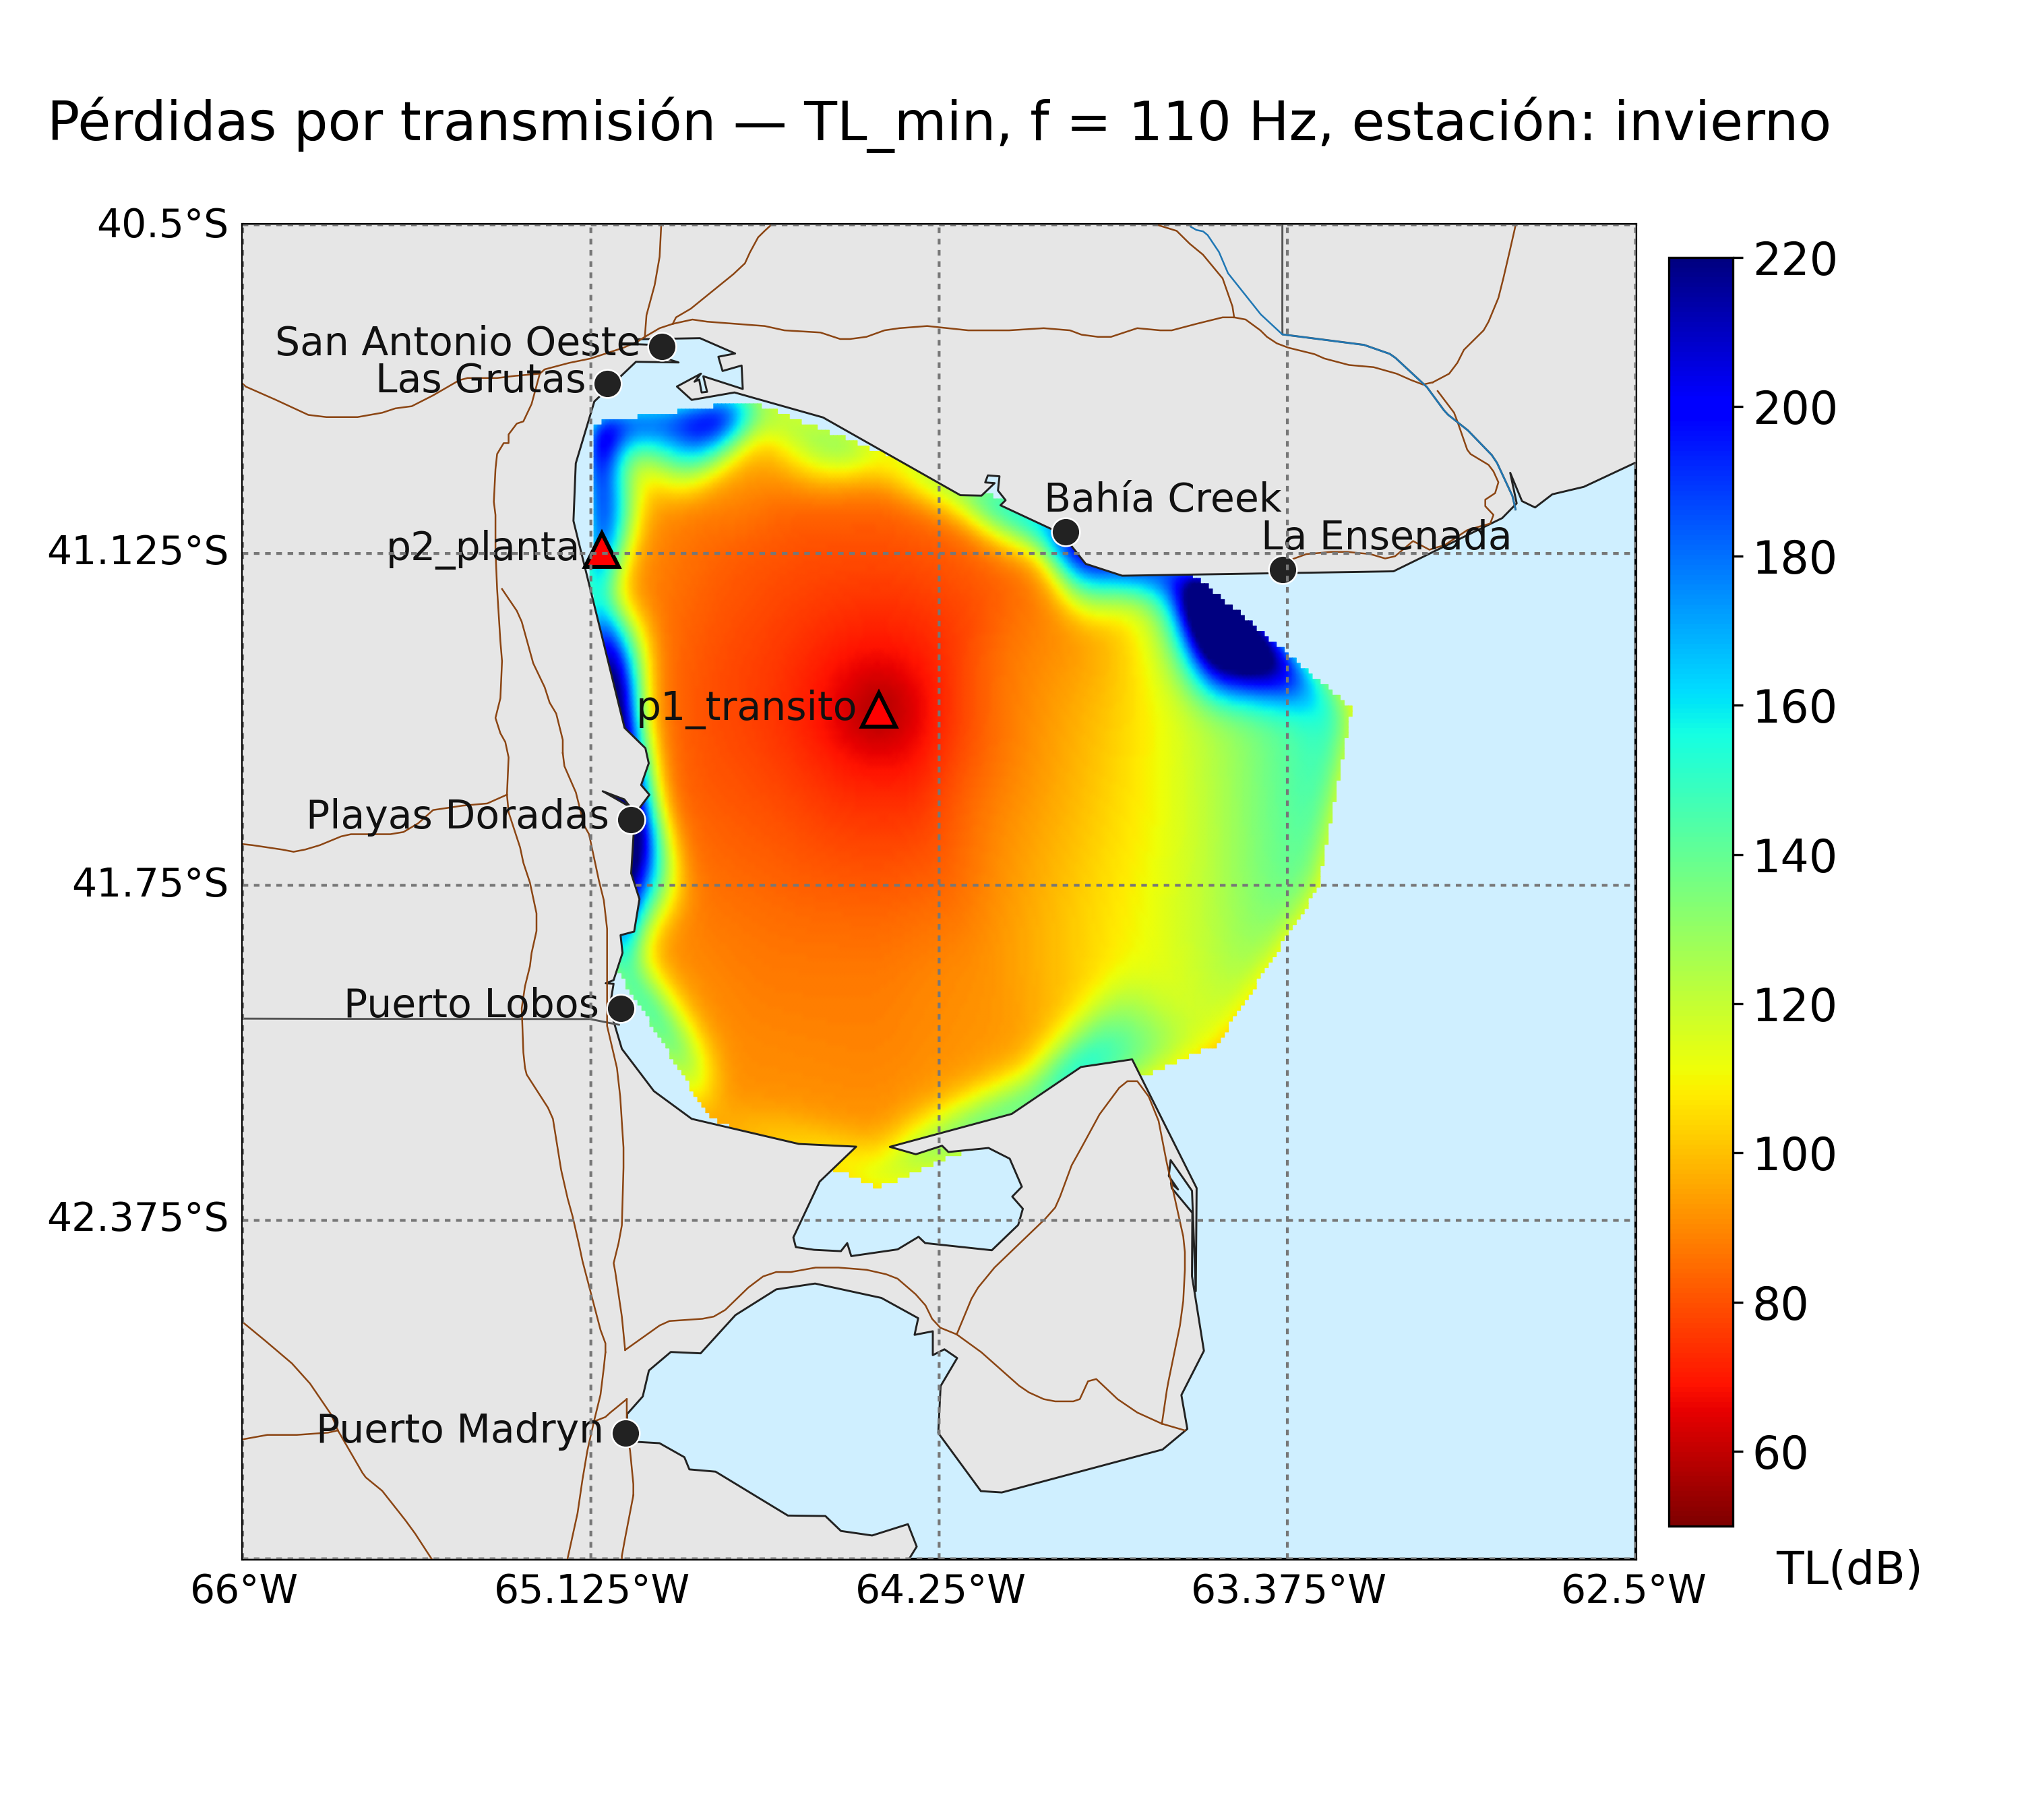 Pérdidas por transmisión — TL_min, f = 110 Hz, estación: invierno
40.5°S
41.125°S
41.75°S
42.375°S
San Antonio Oeste
Las Grutas
Bahía Creek
La Ensenada
p2_planta
p1_transito
Playas Doradas
Puerto Lobos
Puerto Madryn
66°W
65.125°W
64.25°W
63.375°W
62.5°W
220
200
180
160
140
120
100
80
60
TL(dB)